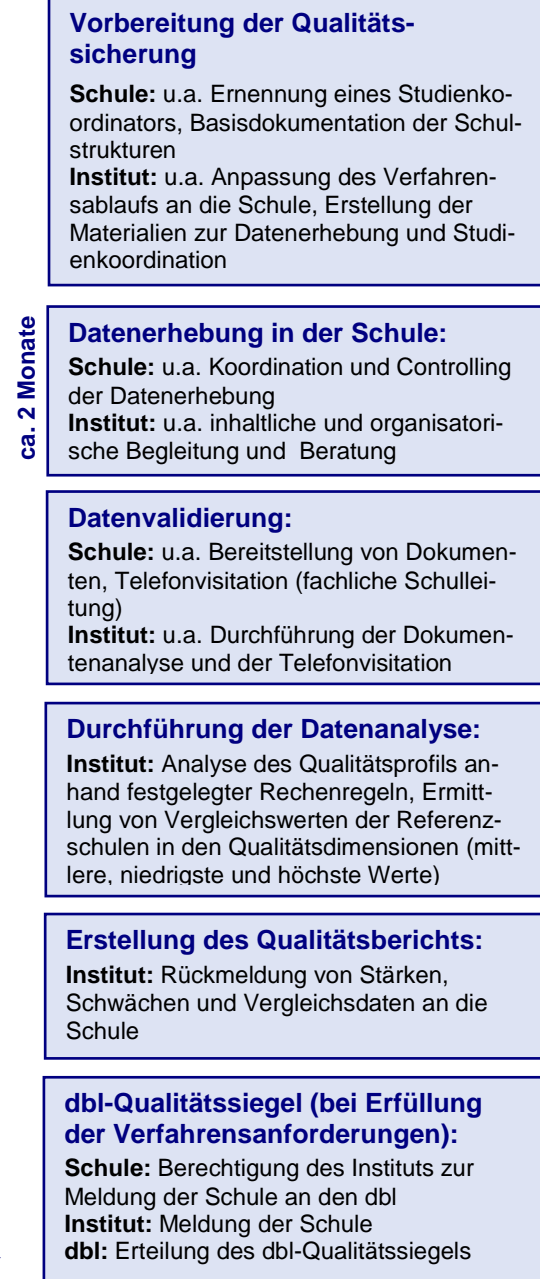 Vorbereitung der Qualitäts-
sicherung
Schule: u.a. Ernennung eines Studienko-
ordinators, Basisdokumentation der Schul-
strukturen
Institut: u.a. Anpassung des Verfahren-
sablaufs an die Schule, Erstellung der
Materialien zur Datenerhebung und Studi-
enkoordination
ca. 2 Monate
Datenerhebung in der Schule:
Schule: u.a. Koordination und Controlling
der Datenerhebung
Institut: u.a. inhaltliche und organisatori-
sche Begleitung und Beratung
Datenvalidierung:
Schule: u.a. Bereitstellung von Dokumen-
ten, Telefonvisitation (fachliche Schullei-
tung)
Institut: u.a. Durchführung der Dokumen-
tenanalyse und der Telefonvisitation
Durchführung der Datenanalyse:
Institut: Analyse des Qualitätsprofils an-
hand festgelegter Rechenregeln, Ermitt-
lung von Vergleichswerten der Referenz-
schulen in den Qualitätsdimensionen (mitt-
lere, niedrigste und höchste Werte)
Erstellung des Qualitätsberichts:
Institut: Rückmeldung von Stärken,
Schwächen und Vergleichsdaten an die
Schule
dbl-Qualitätssiegel (bei Erfüllung
der Verfahrensanforderungen):
Schule: Berechtigung des Instituts zur
Meldung der Schule an den dbl
Institut: Meldung der Schule
dbl: Erteilung des dbl-Qualitätssiegels